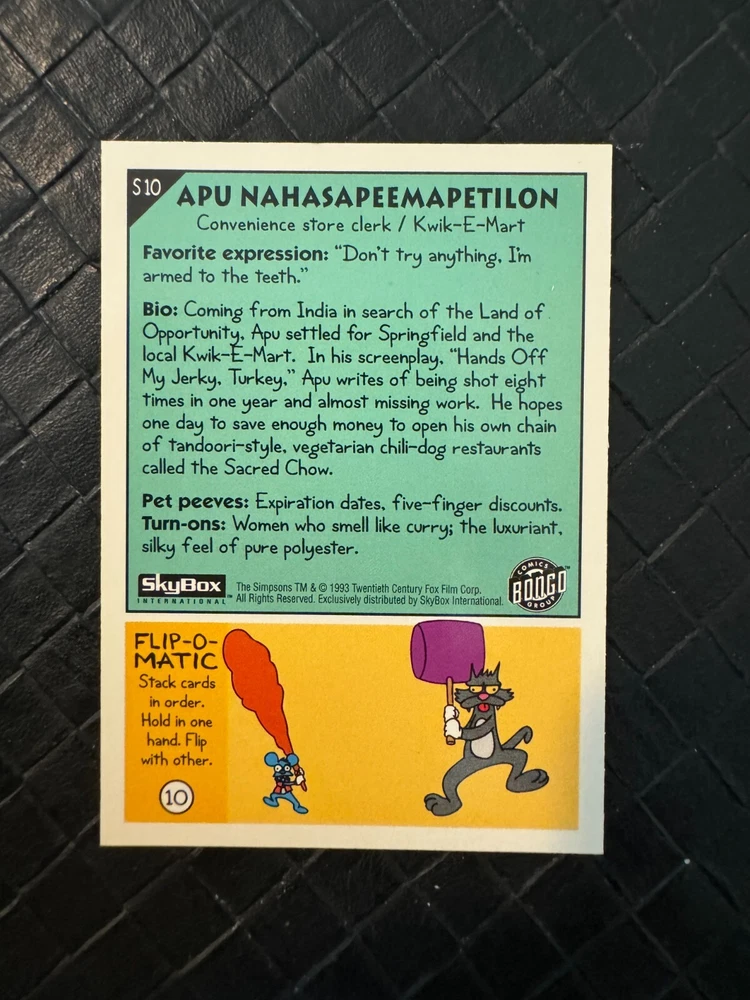 S10
APU NAHASAPEEMAPETILON
Convenience store clerk / Kwik-E-Mart
Favorite expression: "Don't try anything, I'm
armed to the teeth."
Bio: Coming from India in search of the Land of
Opportunity, Apu settled for Springfield and the
local Kwik-E-Mart. In his screenplay, "Hands Off
My Jerky, Turkey," Apu writes of being shot eight
times in one year and almost missing work. He hopes
one day to save enough money to open his own chain
of tandoori-style, vegetarian chili-dog restaurants
called the Sacred Chow.
Pet peeves: Expiration dates, five-finger discounts.
Turn-ons: Women who smell like curry; the luxuriant,
silky feel of pure polyester.
SkyBox
INTERNATIONAL™
The Simpsons TM & © 1993 Twentieth Century Fox Film Corp.
All Rights Reserved. Exclusively distributed by SkyBox International.
COMICS ™
BONGO
GROUP
FLIP-O-
MATIC
Stack cards
in order.
Hold in one
hand. Flip
with other.
10